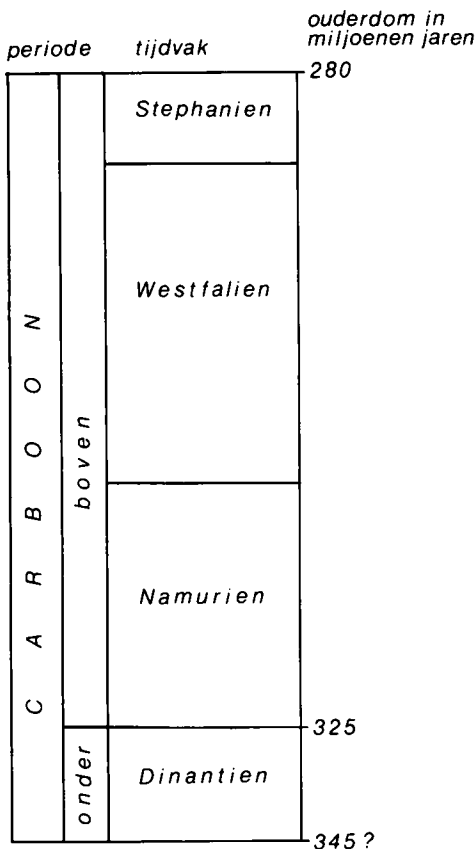 ouderdom in
periode tijdvak miljoenen jaren
280
Stephanien
Westfalien
CARBOON
boven
Namurien
325
onder
Dinantien
345?